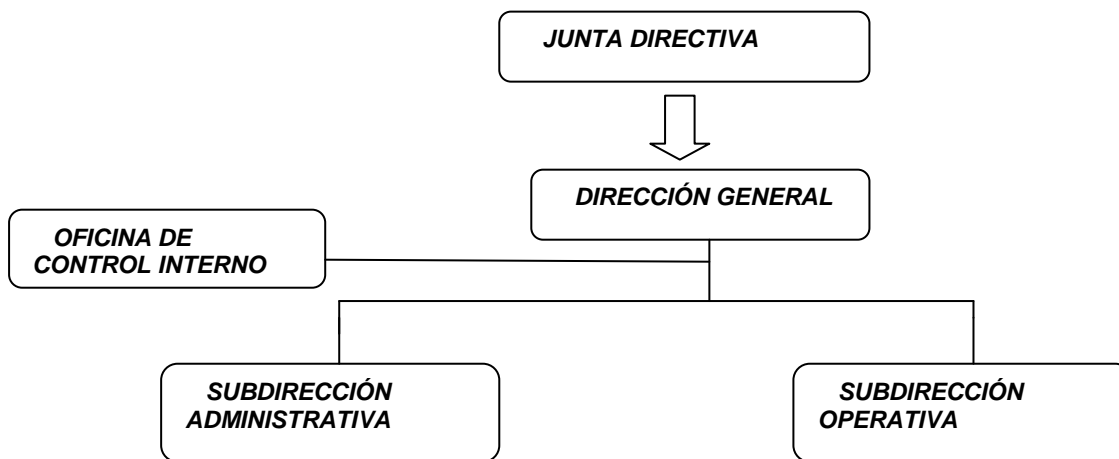 JUNTA DIRECTIVA
DIRECCIÓN GENERAL
OFICINA DE
CONTROL INTERNO
SUBDIRECCIÓN
ADMINISTRATIVA
SUBDIRECCIÓN
OPERATIVA